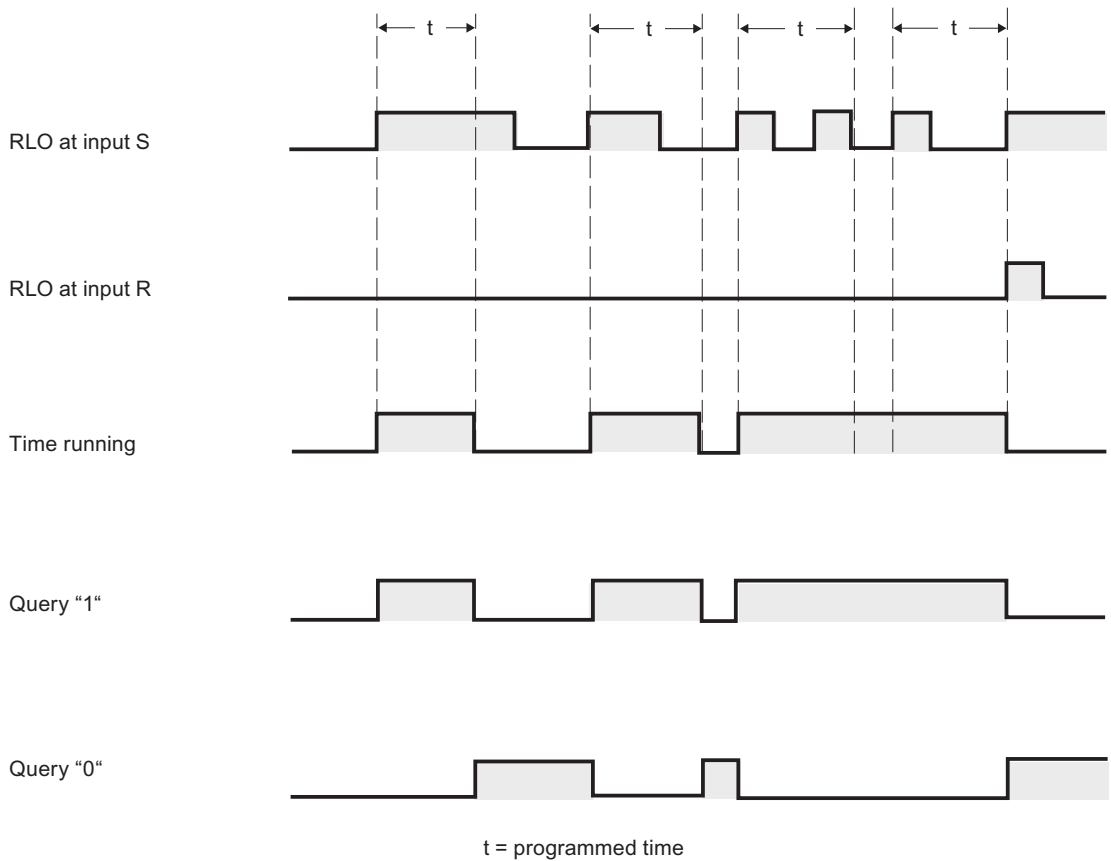 t t t t
RLO at input S
RLO at input R
Time running
Query “1“
Query “0“
t = programmed time